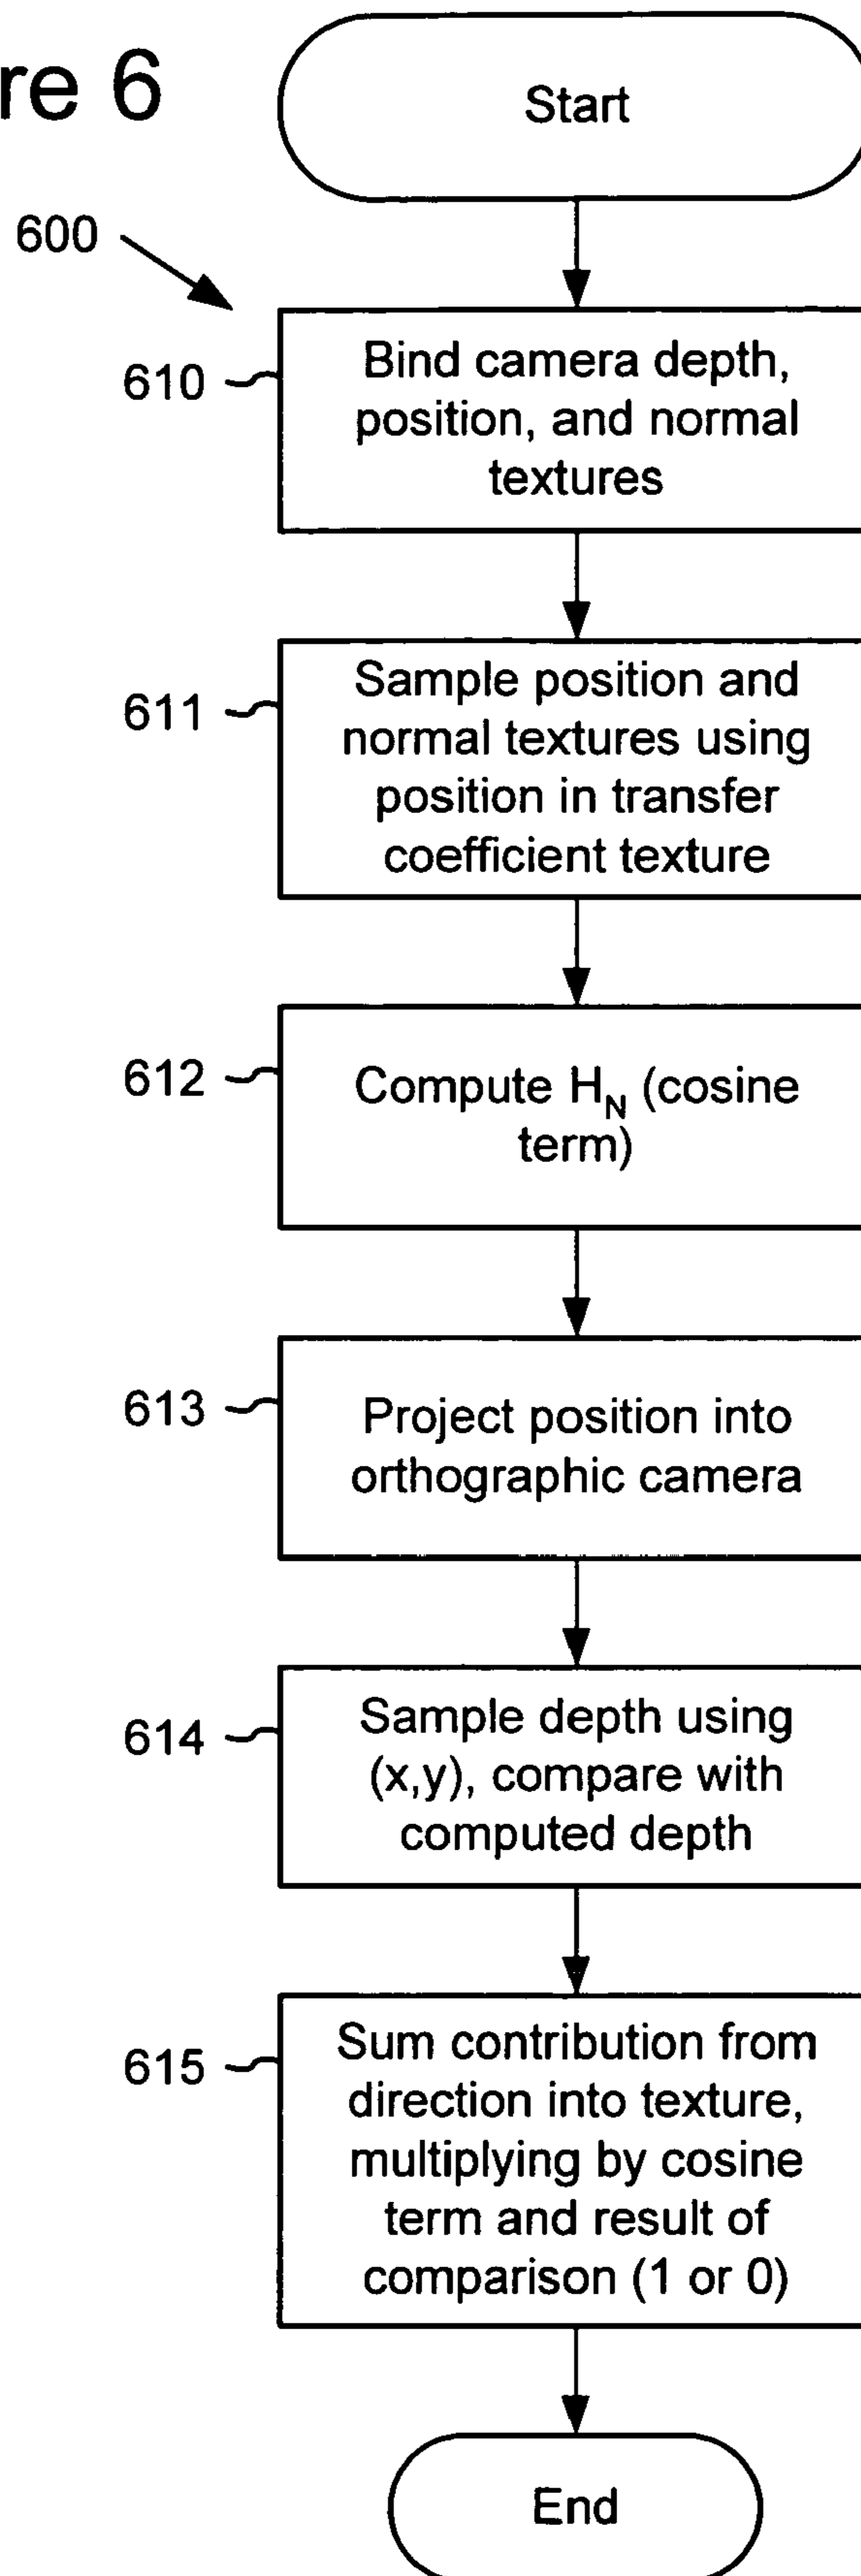 re 6
Start
600
610
Bind camera depth,
position, and normal
textures
611
Sample position and
normal textures using
position in transfer
coefficient texture
612
Compute H_N (cosine
term)
613
Project position into
orthographic camera
614
Sample depth using
(x,y), compare with
computed depth
615
Sum contribution from
direction into texture,
multiplying by cosine
term and result of
comparison (1 or 0)
End